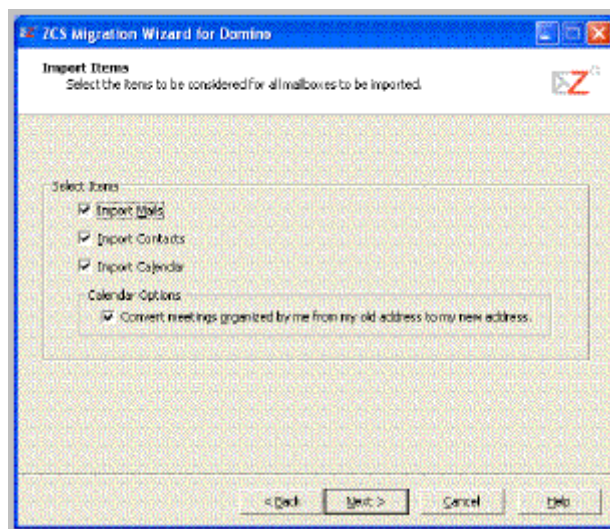 ZCS Migration Wizard for Domino
Import Items
Select the items to be considered for all mailboxes to be imported.
Select Items
Import Mails
Import Contacts
Import Calendar
Calendar Options
Convert meetings organized by me from my old address to my new address.
< Back Next > Cancel Help